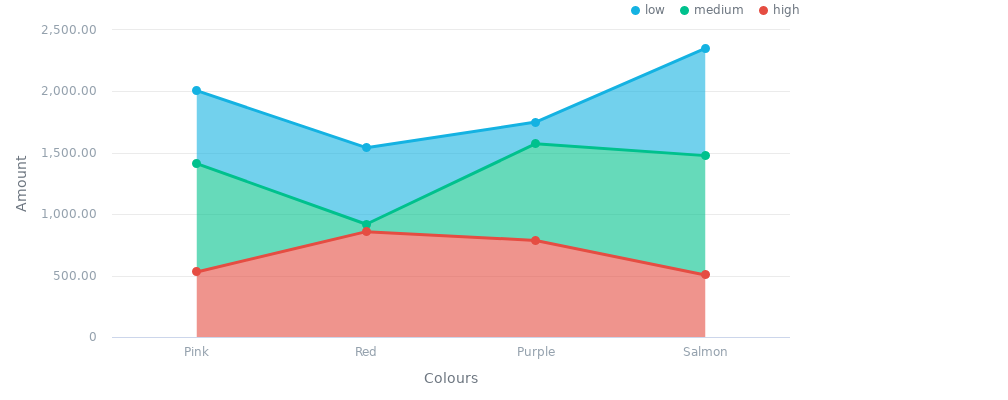 low medium high
2,500.00
2,000.00
1,500.00
1,000.00
500.00
0
Amount
Pink Red Purple Salmon
Colours